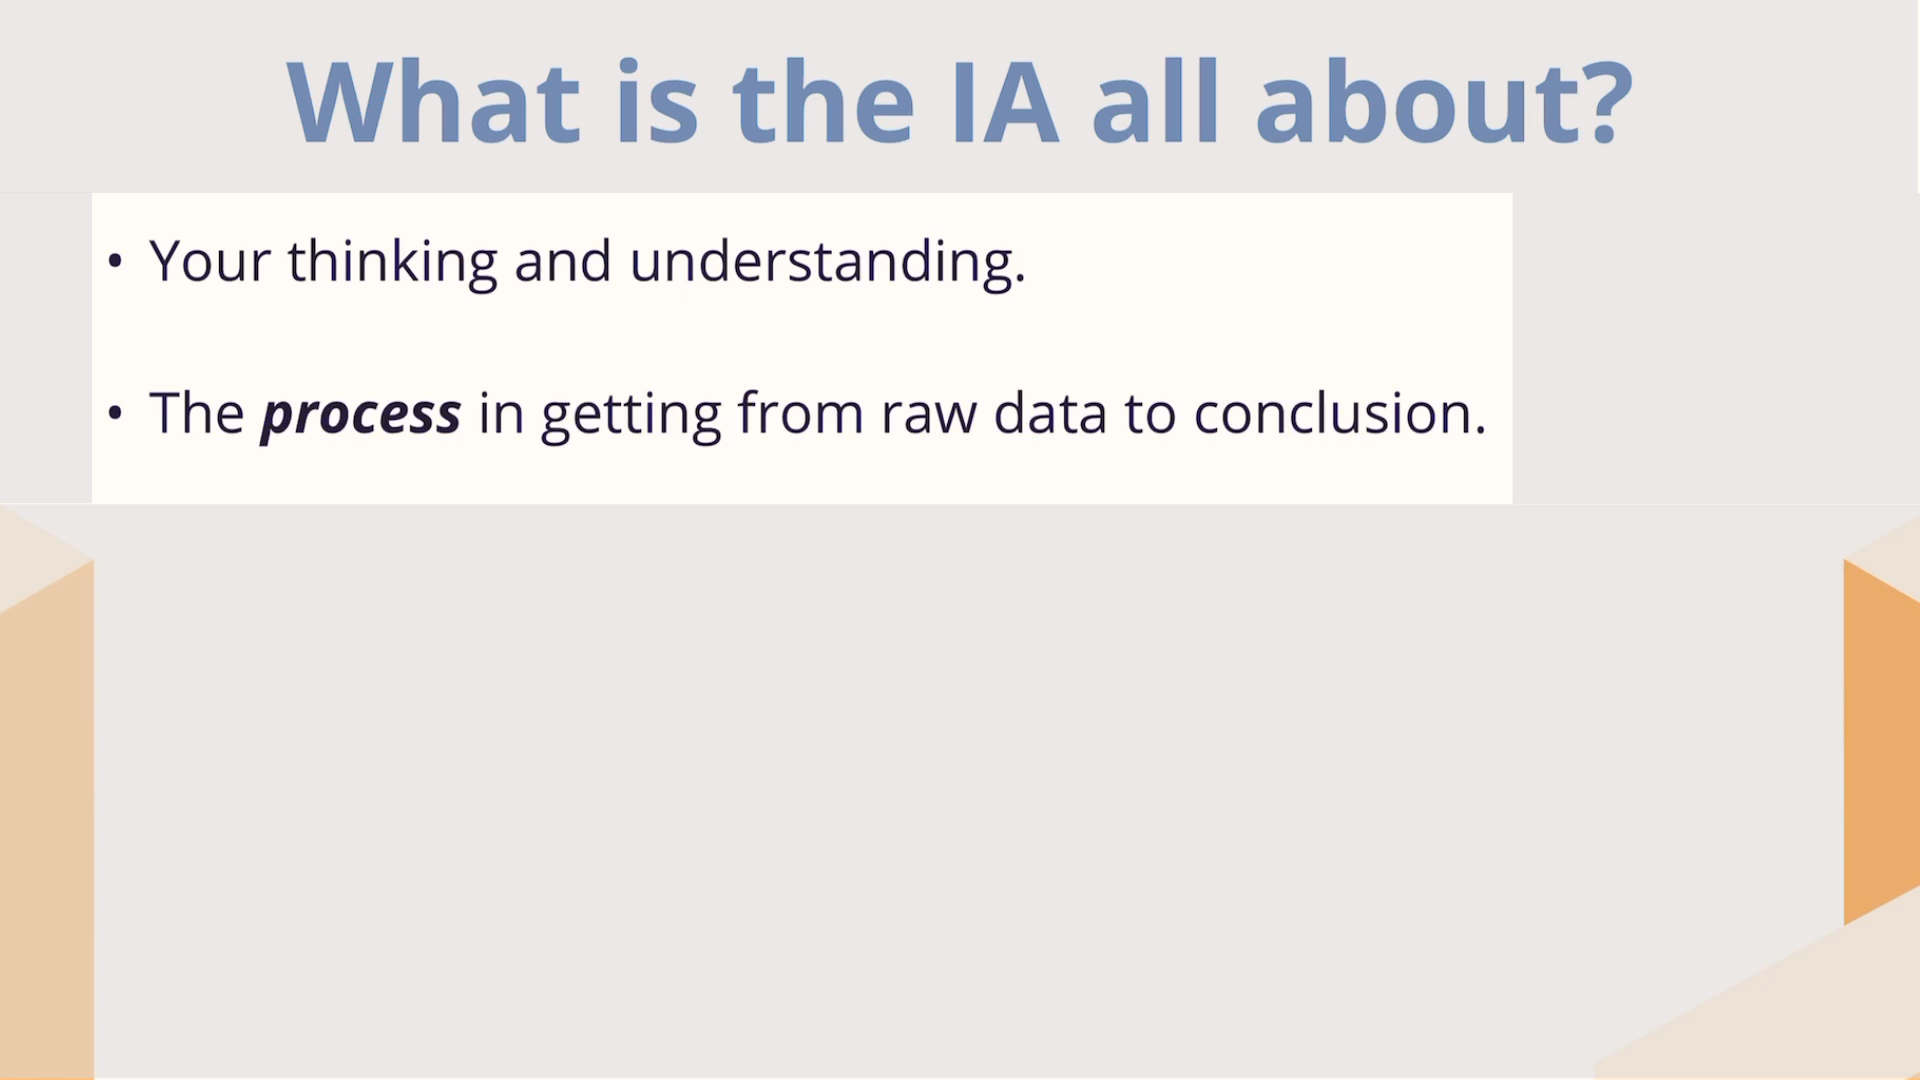 What is the IA all about?
• Your thinking and understanding.
• The process in getting from raw data to conclusion.